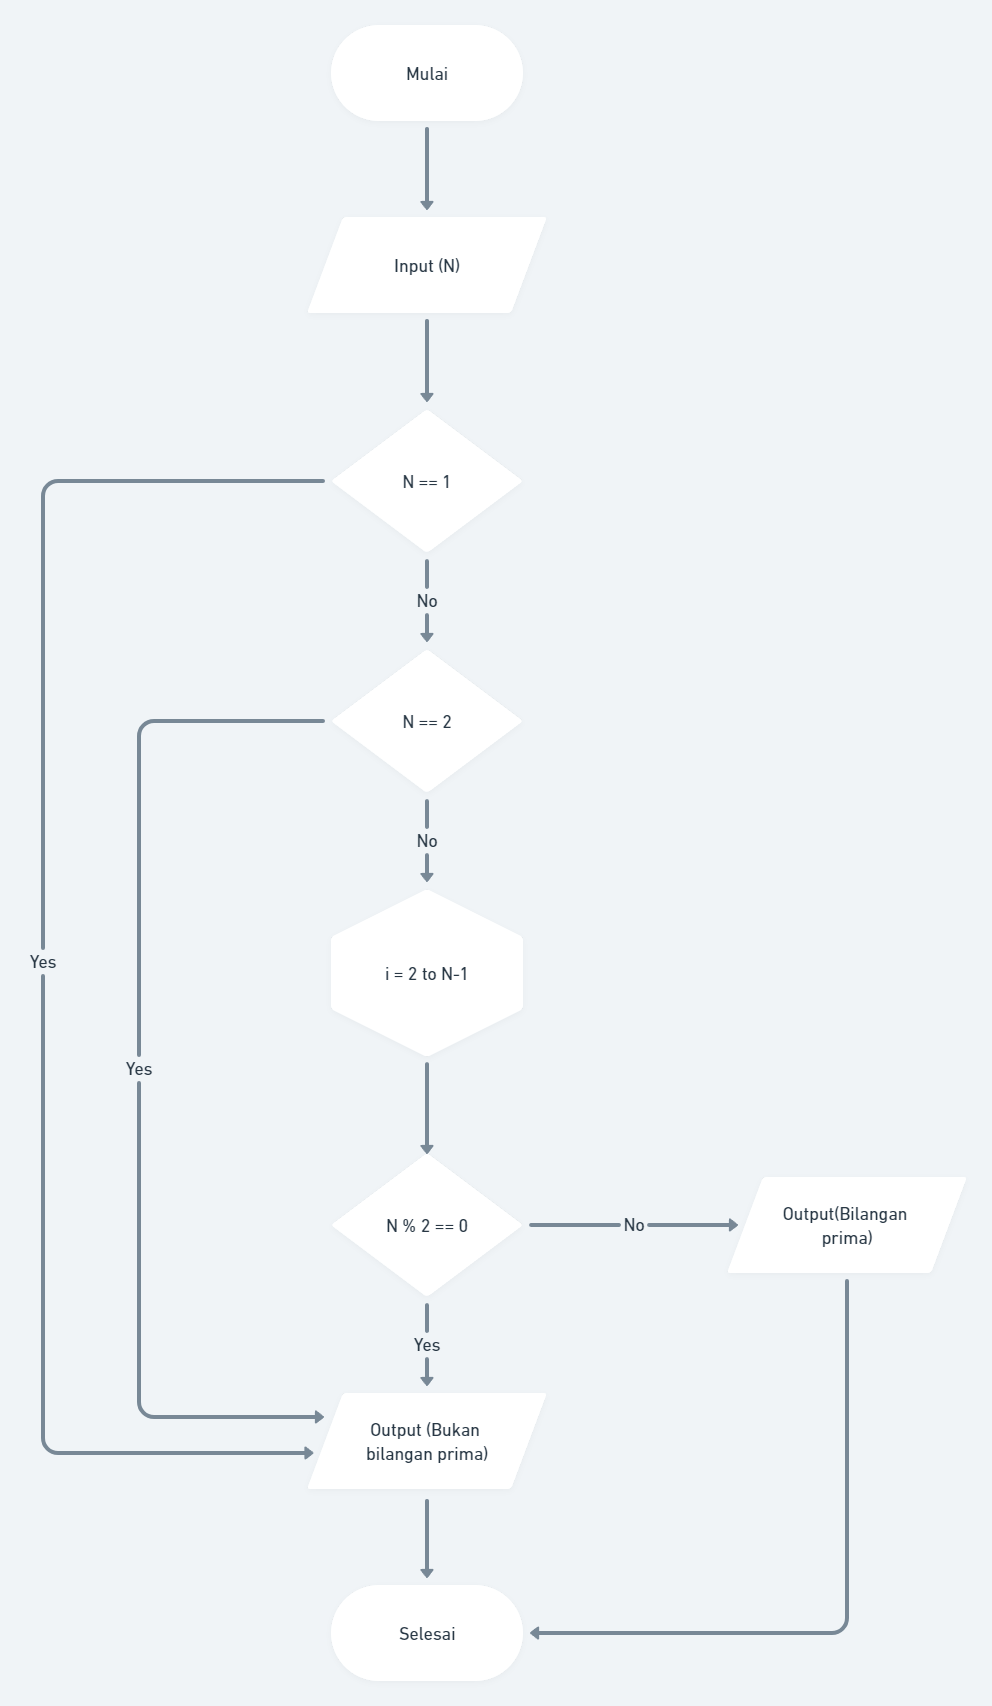 Mulai
Input (N)
N == 1
No
N == 2
No
i = 2 to N-1
Yes
Yes
N % 2 == 0
No
Output(Bilangan
prima)
Yes
Output (Bukan
bilangan prima)
Selesai